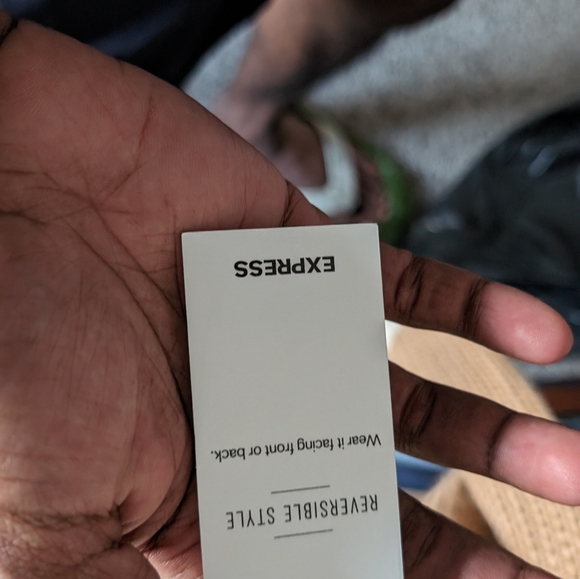 REVERSIBLE STYLE
Wear it facing front or back.
EXPRESS